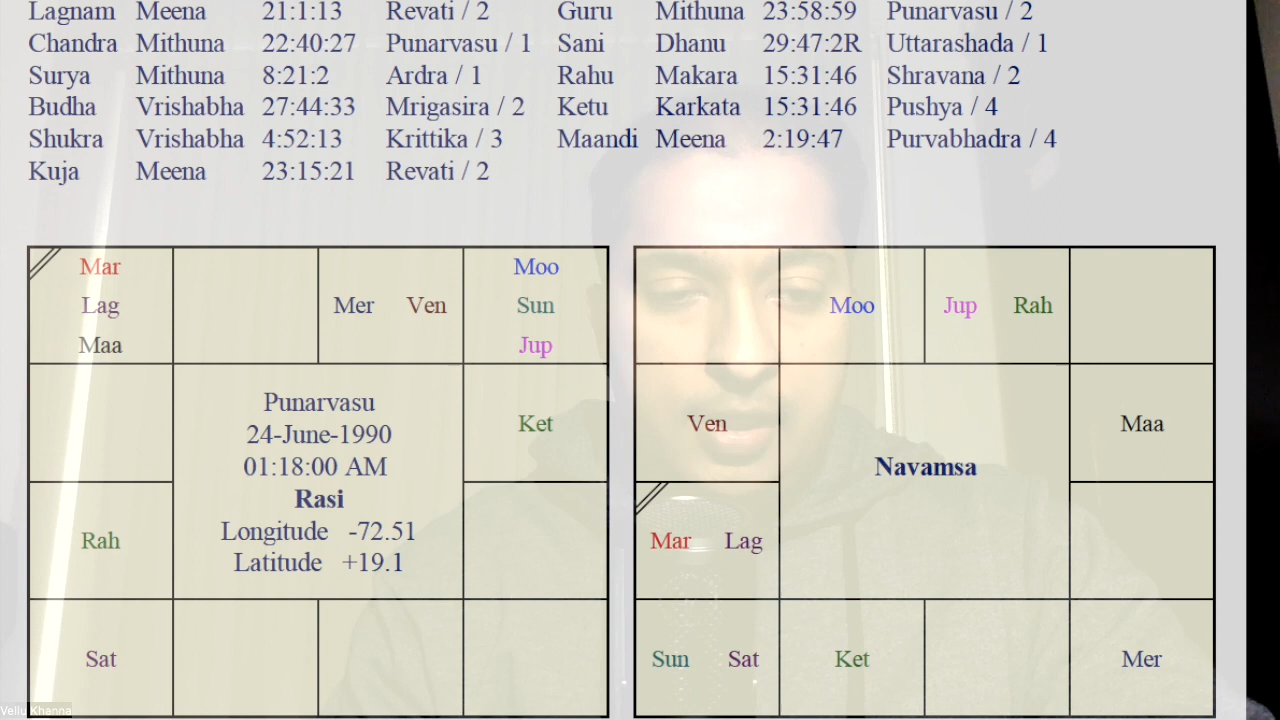 Lagnam Meena 21:1:13 Revati / 2 Guru Mithuna 23:58:59 Punarvasu / 2
Chandra Mithuna 22:40:27 Punarvasu / 1 Sani Dhanu 29:47:2R Uttarashada / 1
Surya Mithuna 8:21:2 Ardra / 1 Rahu Makara 15:31:46 Shravana / 2
Budha Vrishabha 27:44:33 Mrigasira / 2 Ketu Karkata 15:31:46 Pushya / 4
Shukra Vrishabha 4:52:13 Krittika / 3 Maandi Meena 2:19:47 Purvabhadra / 4
Kuja Meena 23:15:21 Revati / 2
Mar
Lag
Maa
Mer Ven
Moo
Sun
Jup
Punarvasu
24-June-1990
01:18:00 AM
Rasi
Longitude -72.51
Latitude +19.1
Ket
Rah
Sat
Moo
Jup Rah
Ven
Maa
Navamsa
Mar Lag
Sun Sat
Ket
Mer
Vellu Khanna